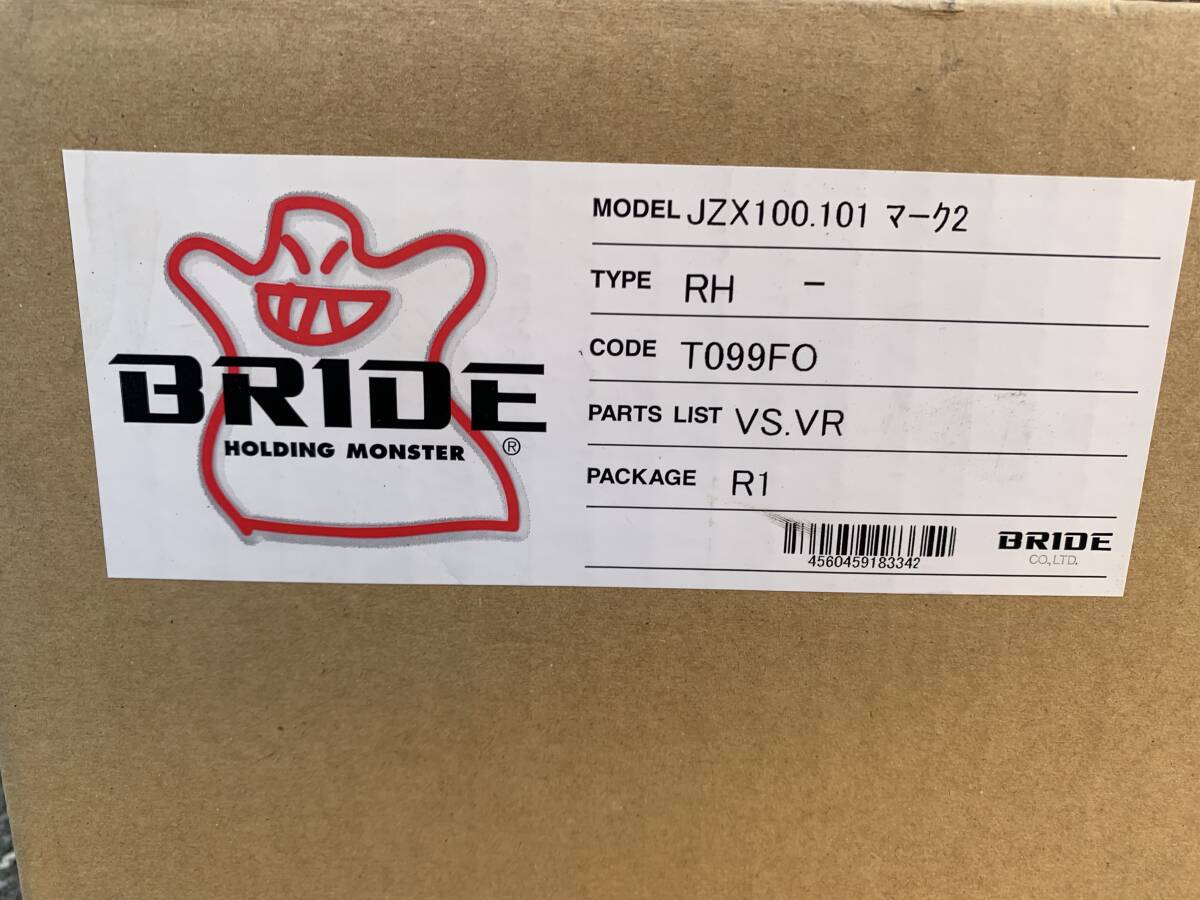 BRIDE
HOLDING MONSTER
®
MODEL JZX100.101 マーク2
TYPE RH －
CODE T099FO
PARTS LIST VS.VR
PACKAGE R1
4560459183342
BRIDE
CO.,LTD.